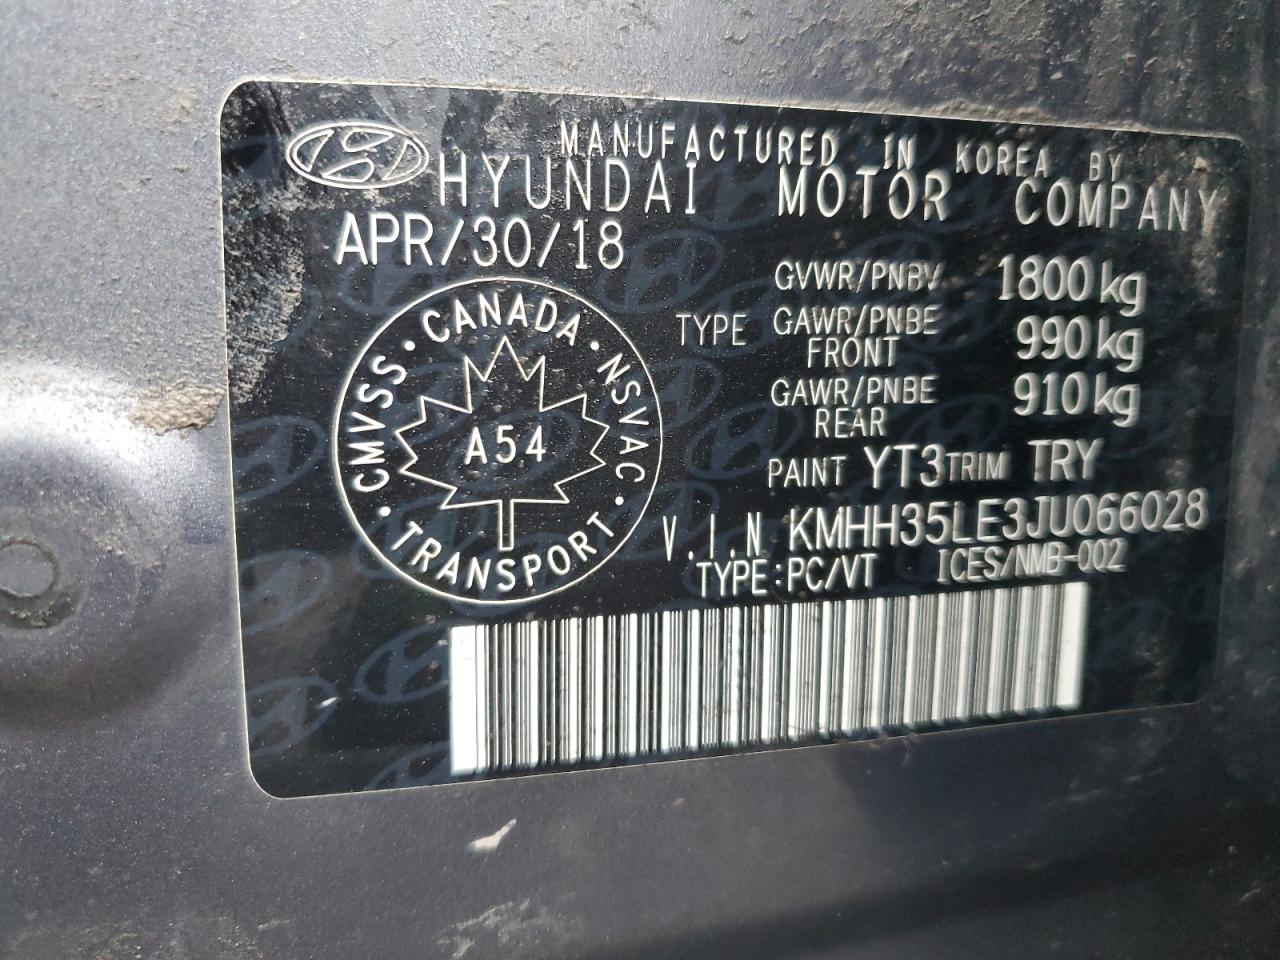 MANUFACTURED IN KOREA BY
HYUNDAI MOTOR COMPANY
APR/30/18
GVWR/PNBV 1800 kg
TYPE GAWR/PNBE FRONT 990 kg
GAWR/PNBE REAR 910 kg
PAINT YT3 TRIM TRY
V.I.N KMHH35LE3JU066028
TYPE:PC/VT ICES/NMB-002
CANADA · NSVAC · TRANSPORT · CMVSS ·
A54